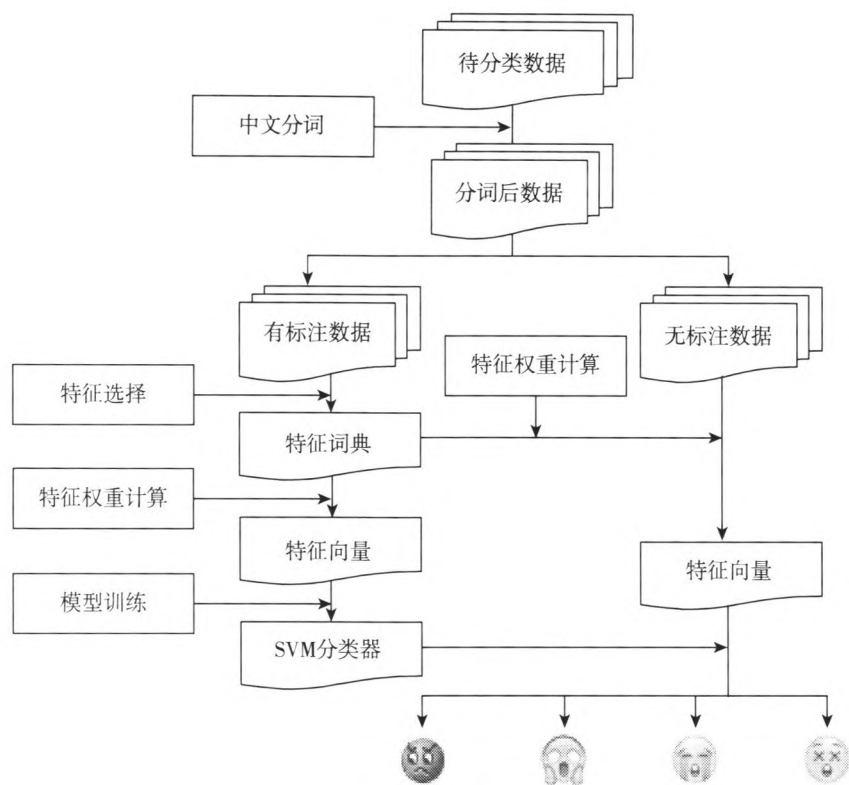 待分类数据
中文分词
分词后数据
有标注数据
无标注数据
特征权重计算
特征选择
特征词典
特征权重计算
特征向量
特征向量
模型训练
SVM分类器